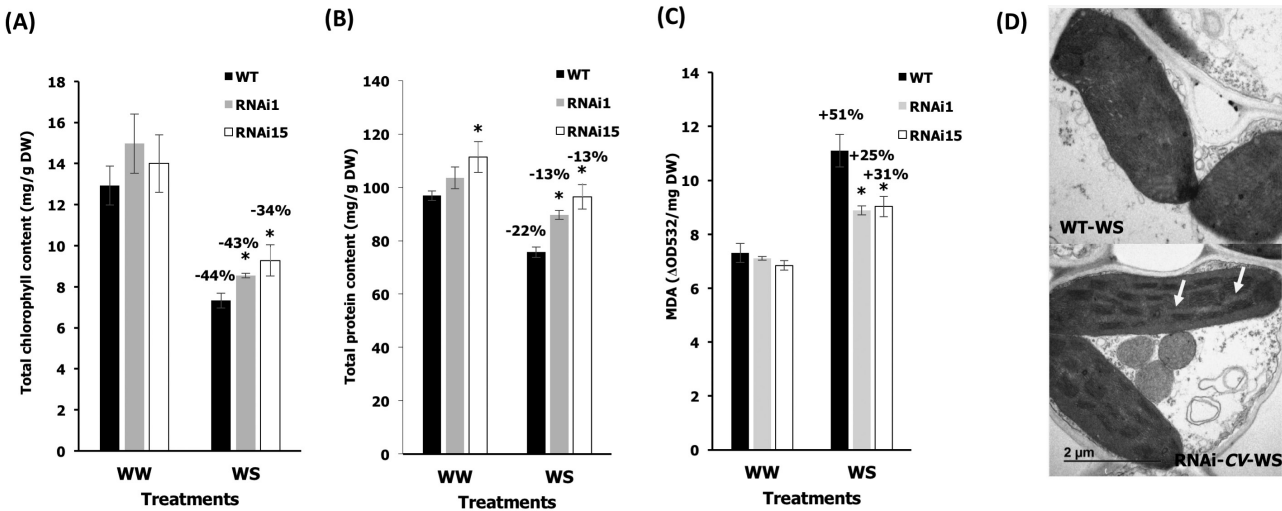 (A)
WT
RNAi1
RNAi15
Total chlorophyll content (mg/g DW)
18
16
14
12
10
8
6
4
2
0
-44%
-43%
*
-34%
*
WW
WS
Treatments
(B)
WT
RNAi1
RNAi15
Total protein content (mg/g DW)
140
120
100
80
60
40
20
0
*
-22%
-13%
*
-13%
*
WW
WS
Treatments
(C)
WT
RNAi1
RNAi15
MDA (ΔOD532/mg DW)
14
12
10
8
6
4
2
0
+51%
+25%
*
+31%
*
WW
WS
Treatments
(D)
WT-WS
2 μm
RNAi-CV-WS